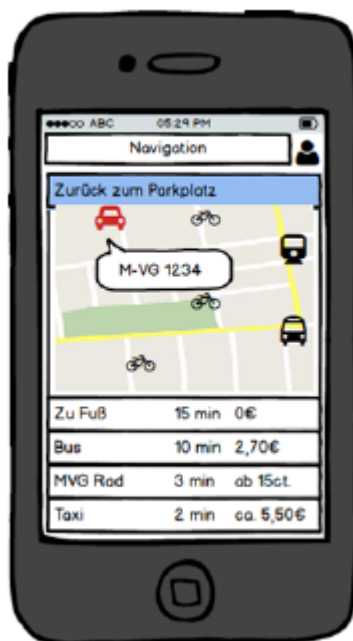 ABC 05:29 PM
Navigation
Zurück zum Parkplatz
M-VG 1234
Zu Fuß 15 min 0€
Bus 10 min 2,70€
MVG Rad 3 min ab 15ct.
Taxi 2 min ca. 5,50€